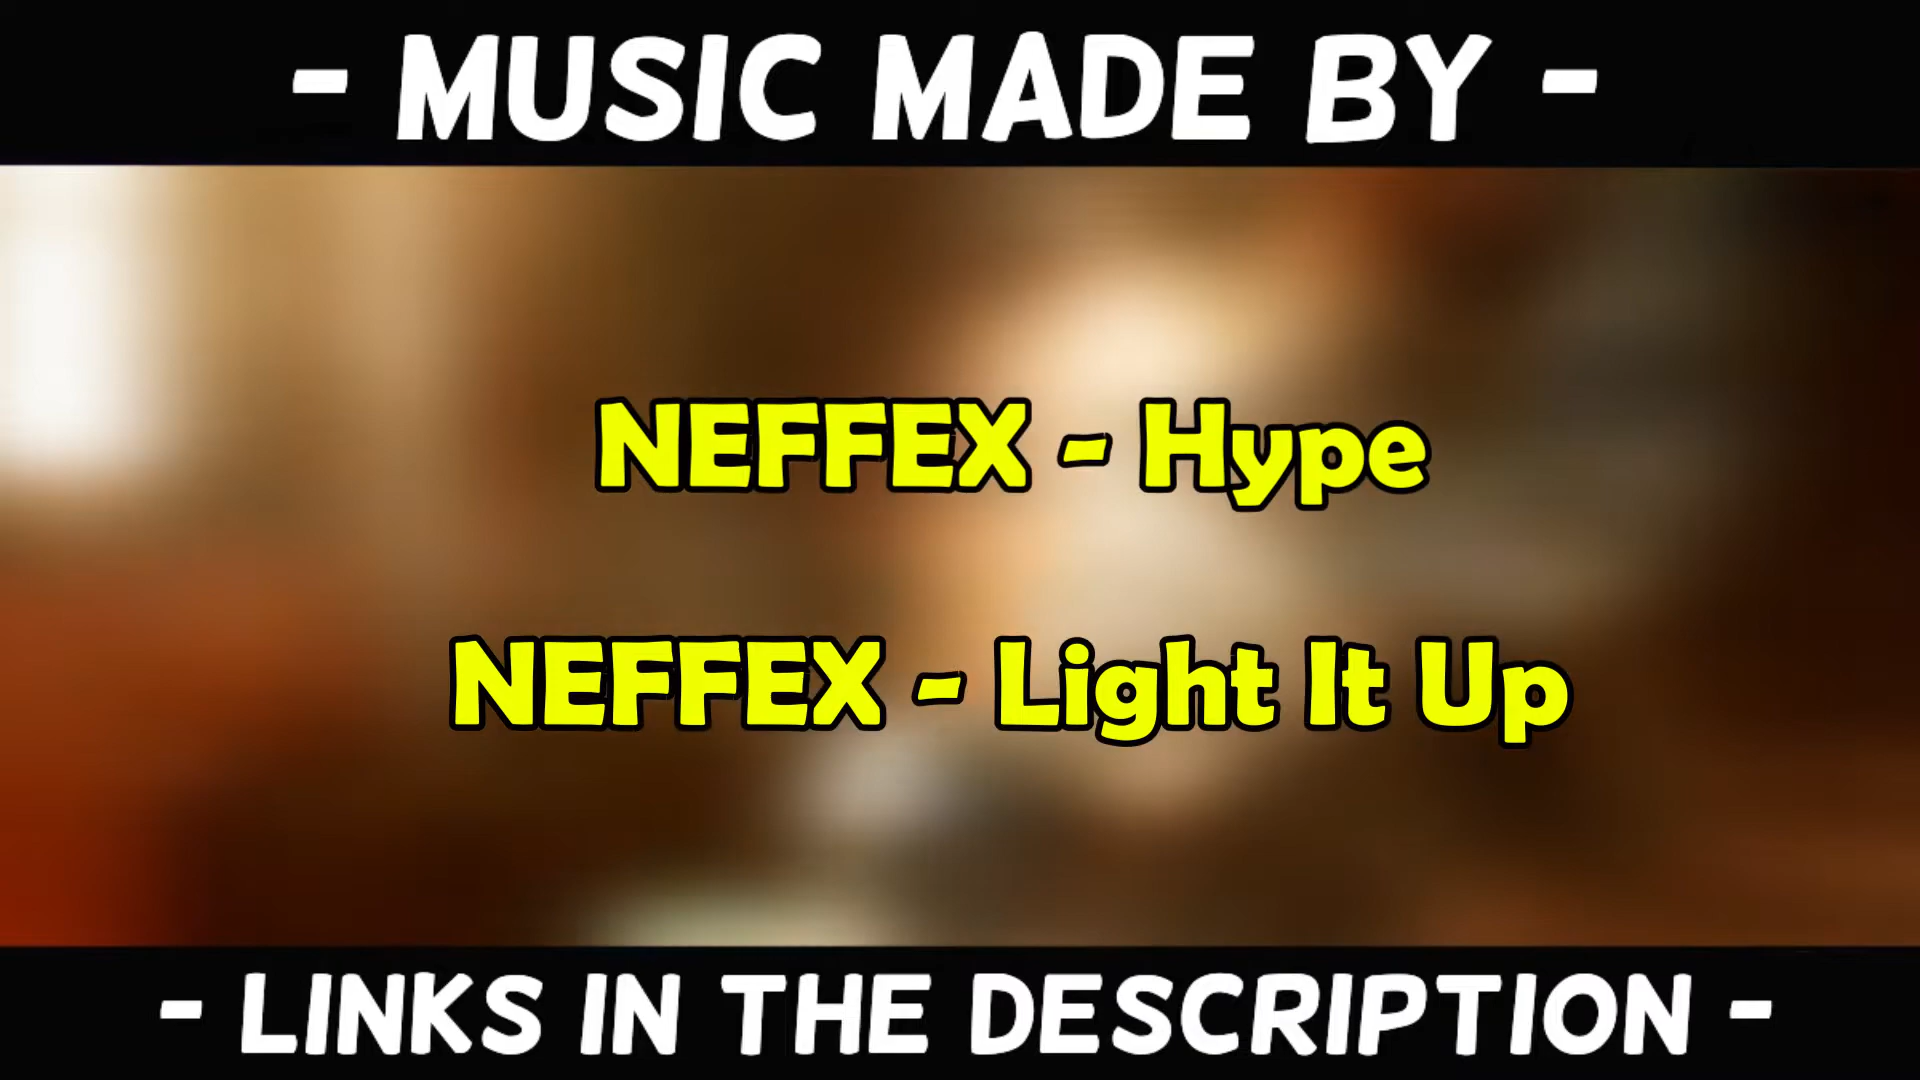 - MUSIC MADE BY -
NEFFEX - Hype
NEFFEX - Light It Up
- LINKS IN THE DESCRIPTION -